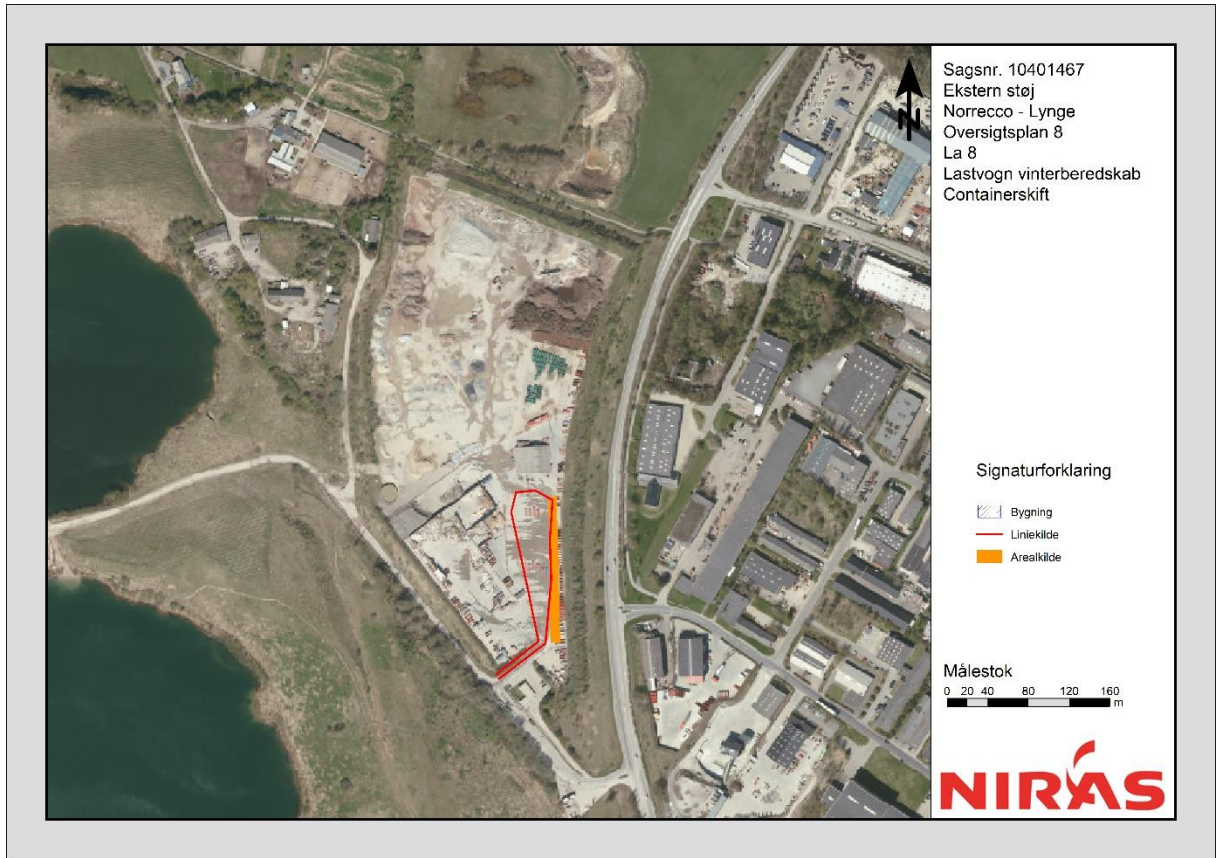 Sagsnr. 10401467
Ekstern støj
Norrecco - Lynge
Oversigtsplan 8
La 8
Lastvogn vinterberedskab
Containerskift
N
Signaturforklaring
Bygning
Liniekilde
Arealkilde
Målestok
0 20 40 80 120 160
m
NIRAS